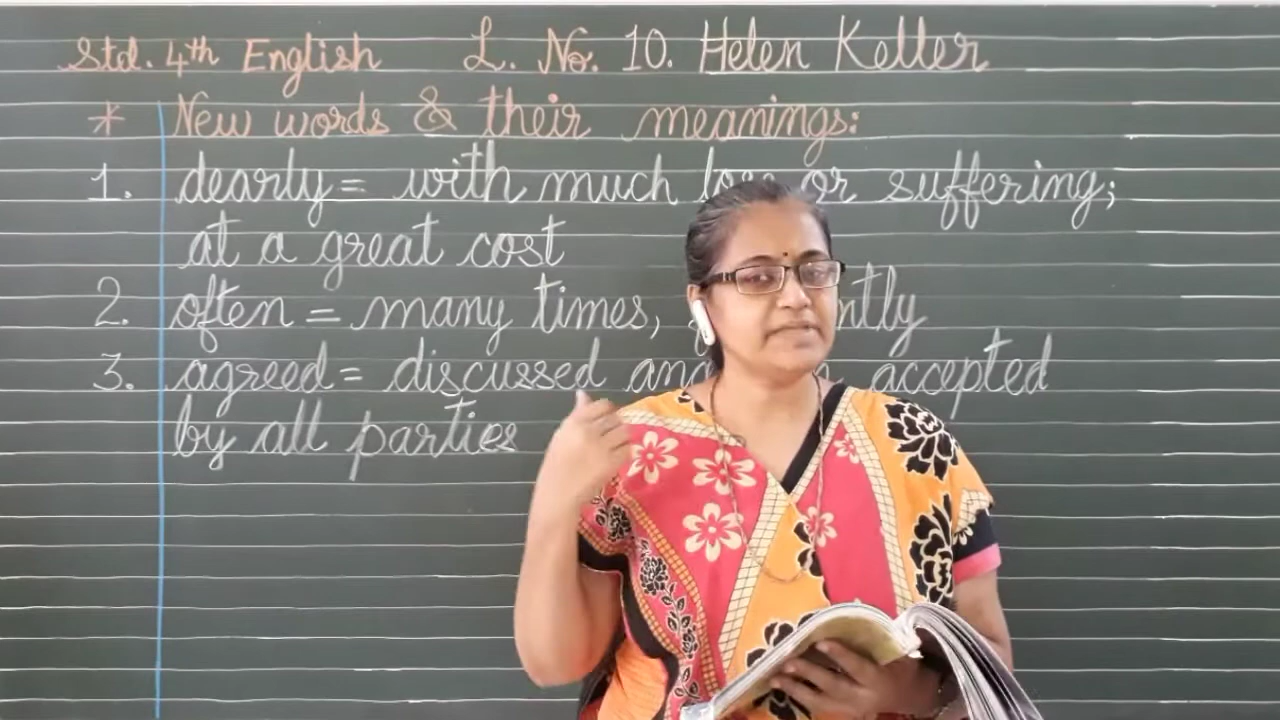 Std. 4th English L. No. 10. Helen Keller
* New words & their meanings:
1. dearly = with much loss or suffering;
at a great cost
2. often = many times,
3. agreed = discussed and accepted
by all parties